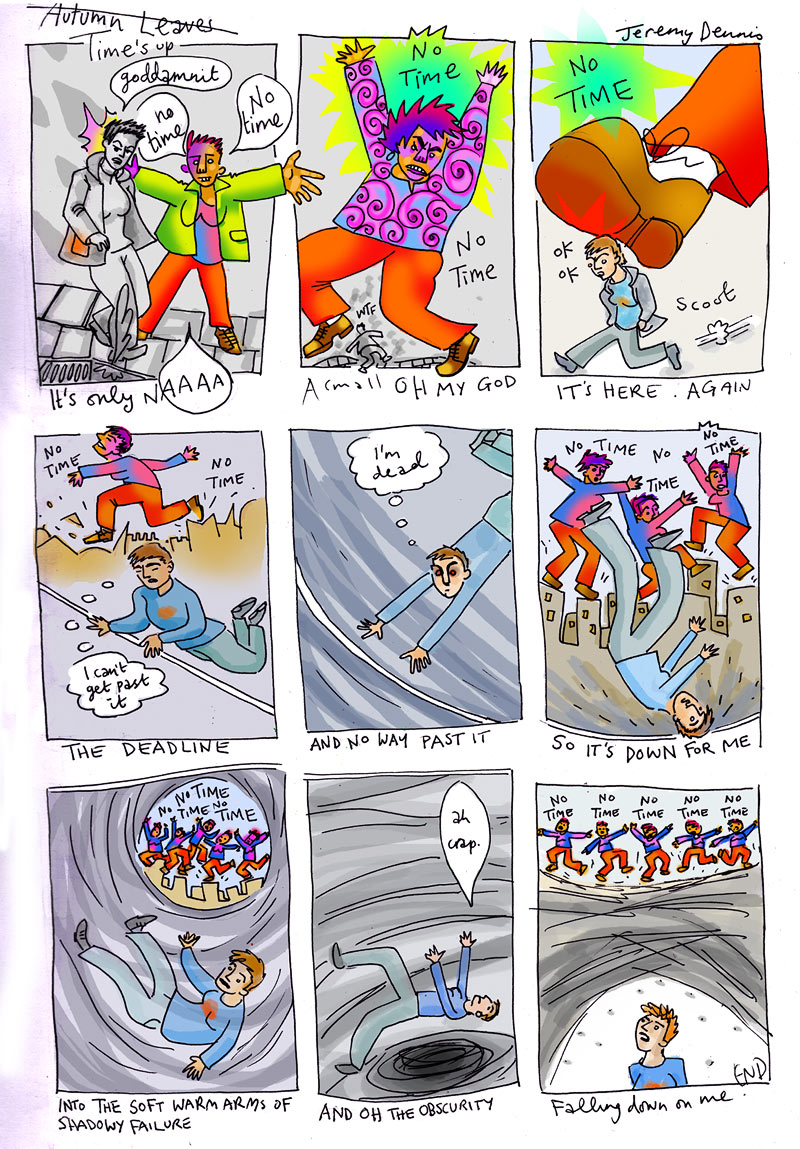 Autumn Leaves
Jeremy Dennis
Time's up
goddamnit
no
time
No
time
It's only NAAAA
NO
TIME
No
Time
WTF
A small OH MY GOD
NO
TIME
OK
OK
Scoot
IT'S HERE. AGAIN
NO
TIME
NO
TIME
I can't
get past
it
THE DEADLINE
I'm
dead
AND NO WAY PAST IT
NO TIME
NO
TIME
NO
TIME
SO IT'S DOWN FOR ME
NO TIME
NO TIME NO
TIME
INTO THE SOFT WARM ARMS OF
SHADOWY FAILURE
ah
crap.
AND OH THE OBSCURITY
NO
TIME
NO
TIME
NO
TIME
NO
TIME
NO
TIME
END
Falling down on me.